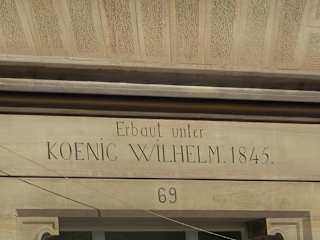 Erbaut unter
KOENIG WILHELM. 1845.
69